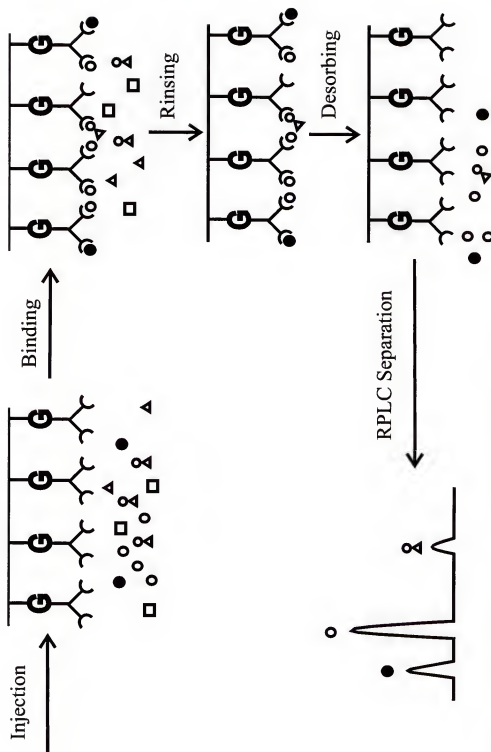 Injection
G G G G
Binding
G G G G
Rinsing
G G G G
Desorbing
G G G G
RPLC Separation